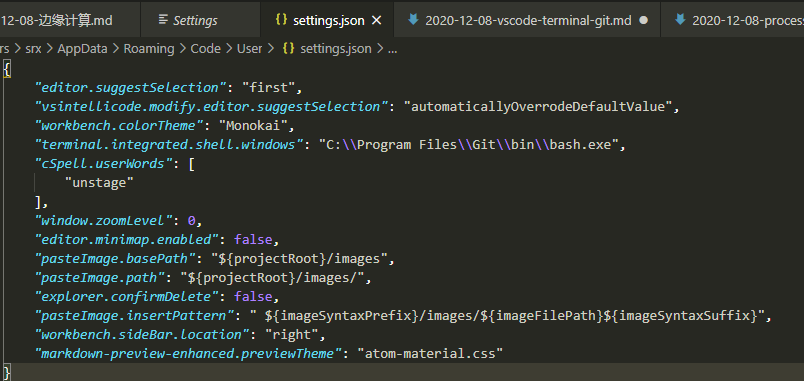 12-08-边缘计算.md Settings settings.json 2020-12-08-vscode-terminal-git.md 2020-12-08-proces
rs > srx > AppData > Roaming > Code > User > {} settings.json > ...
{
"editor.suggestSelection": "first",
"vsintellicode.modify.editor.suggestSelection": "automaticallyOverrodeDefaultValue",
"workbench.colorTheme": "Monokai",
"terminal.integrated.shell.windows": "C:\\Program Files\\Git\\bin\\bash.exe",
"cSpell.userWords": [
"unstage"
],
"window.zoomLevel": 0,
"editor.minimap.enabled": false,
"pasteImage.basePath": "${projectRoot}/images",
"pasteImage.path": "${projectRoot}/images/",
"explorer.confirmDelete": false,
"pasteImage.insertPattern": " ${imageSyntaxPrefix}/images/${imageFilePath}${imageSyntaxSuffix}",
"workbench.sideBar.location": "right",
"markdown-preview-enhanced.previewTheme": "atom-material.css"
}